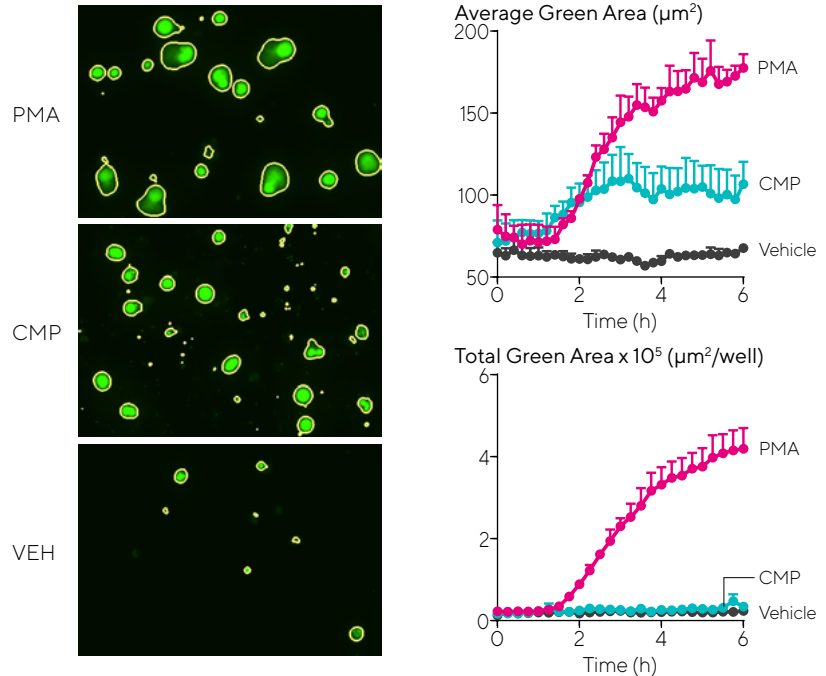 PMA
CMP
VEH
Average Green Area (µm²)
200
150
100
50
0
2
4
6
Time (h)
PMA
CMP
Vehicle
Total Green Area x 10⁵ (µm²/well)
6
4
2
0
0
2
4
6
Time (h)
PMA
CMP
Vehicle